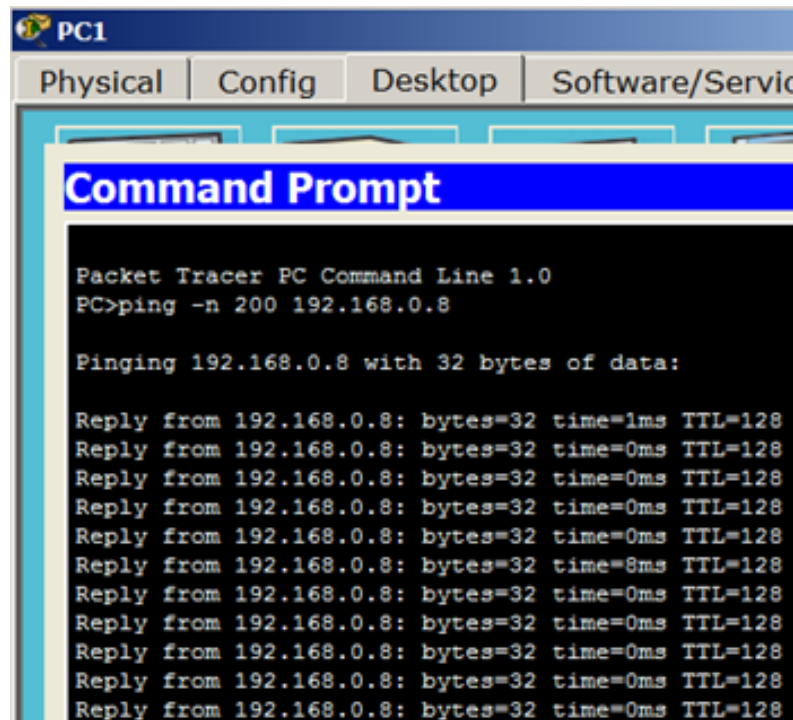 PC1
Physical Config Desktop Software/Servic
Command Prompt
Packet Tracer PC Command Line 1.0
PC>ping -n 200 192.168.0.8
Pinging 192.168.0.8 with 32 bytes of data:
Reply from 192.168.0.8: bytes=32 time=1ms TTL=128
Reply from 192.168.0.8: bytes=32 time=0ms TTL=128
Reply from 192.168.0.8: bytes=32 time=0ms TTL=128
Reply from 192.168.0.8: bytes=32 time=0ms TTL=128
Reply from 192.168.0.8: bytes=32 time=0ms TTL=128
Reply from 192.168.0.8: bytes=32 time=8ms TTL=128
Reply from 192.168.0.8: bytes=32 time=0ms TTL=128
Reply from 192.168.0.8: bytes=32 time=0ms TTL=128
Reply from 192.168.0.8: bytes=32 time=0ms TTL=128
Reply from 192.168.0.8: bytes=32 time=0ms TTL=128
Reply from 192.168.0.8: bytes=32 time=0ms TTL=128